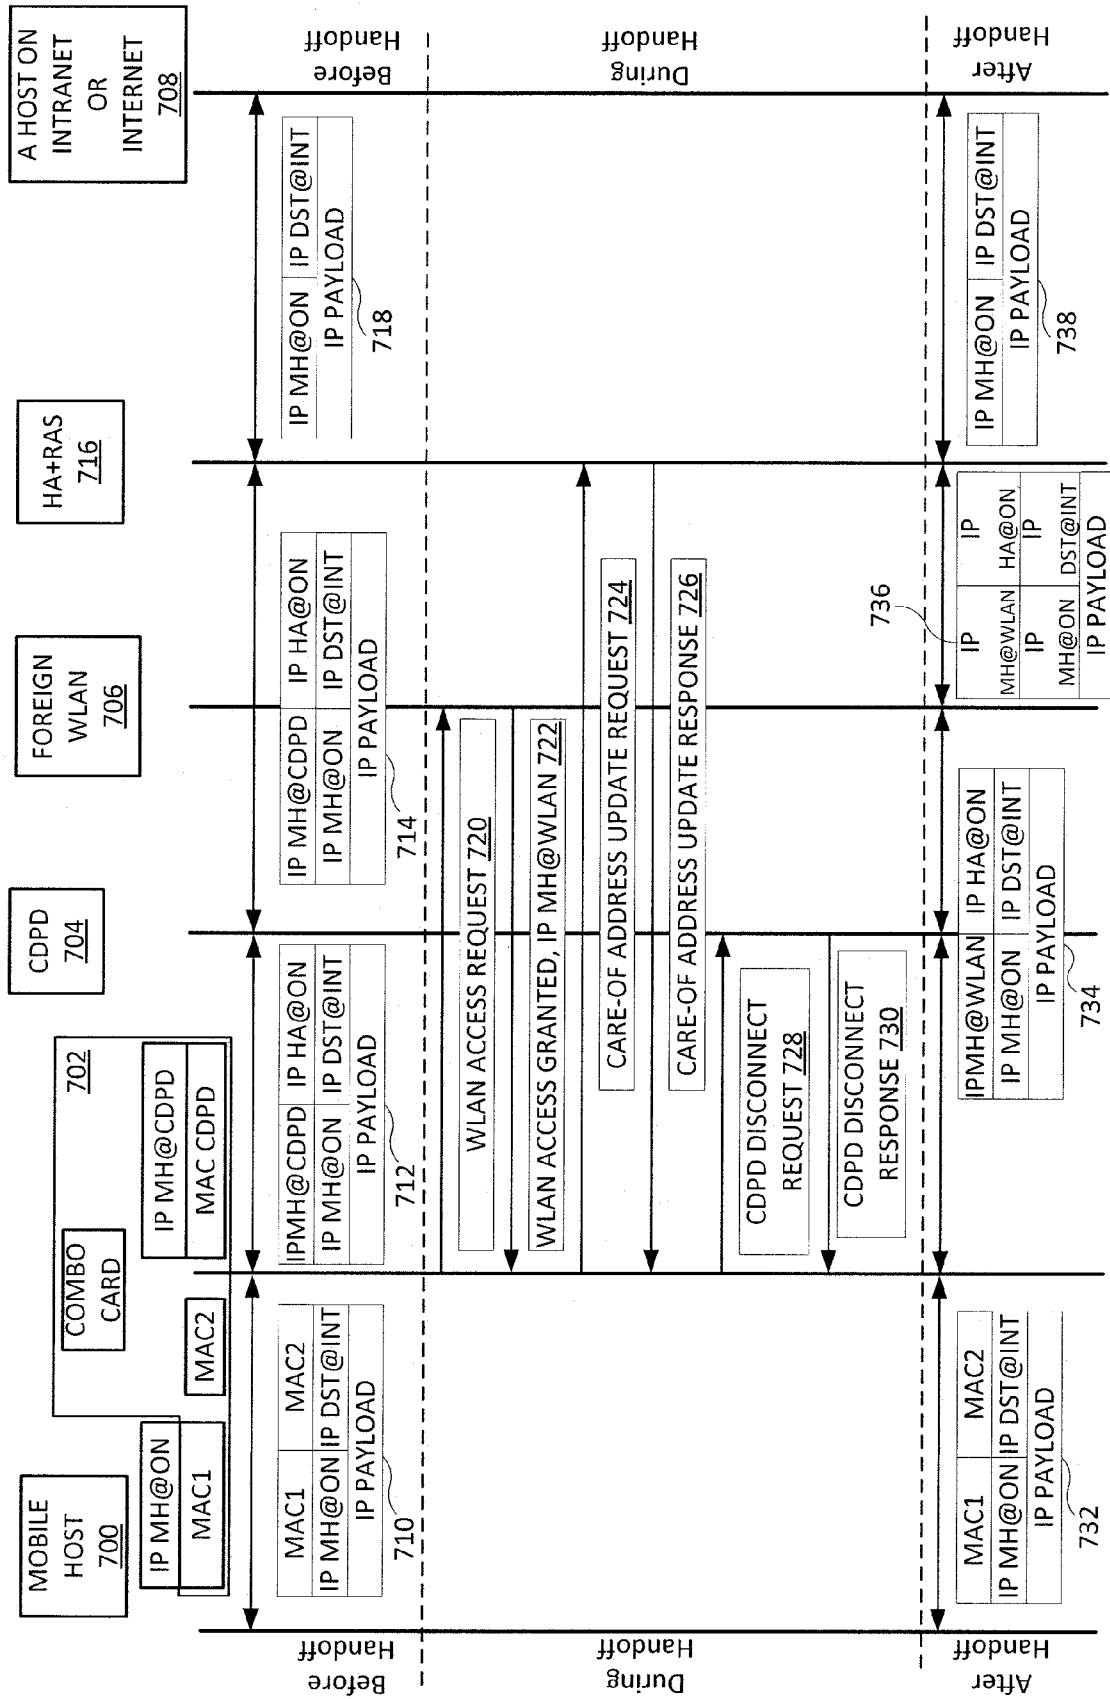 MOBILE
HOST
700
COMBO
CARD
702
IP MH@ON
MAC1
MAC2
IP MH@CDPD
MAC CDPD
CDPD
704
FOREIGN
WLAN
706
HA+RAS
716
A HOST ON
INTRANET
OR
INTERNET
708
Before
Handoff
MAC1 MAC2
IP MH@ON IP DST@INT
IP PAYLOAD
710
IPMH@CDPD IP HA@ON
IP MH@ON IP DST@INT
IP PAYLOAD
712
IP MH@CDPD IP HA@ON
IP MH@ON IP DST@INT
IP PAYLOAD
714
IP MH@ON IP DST@INT
IP PAYLOAD
718
Before
Handoff
During
Handoff
WLAN ACCESS REQUEST 720
WLAN ACCESS GRANTED, IP MH@WLAN 722
CARE-OF ADDRESS UPDATE REQUEST 724
CARE-OF ADDRESS UPDATE RESPONSE 726
CDPD DISCONNECT
REQUEST 728
CDPD DISCONNECT
RESPONSE 730
During
Handoff
After
Handoff
MAC1 MAC2
IP MH@ON IP DST@INT
IP PAYLOAD
732
IPMH@WLAN IP HA@ON
IP MH@ON IP DST@INT
IP PAYLOAD
734
736
IP IP
MH@WLAN HA@ON
IP IP
MH@ON DST@INT
IP PAYLOAD
IP MH@ON IP DST@INT
IP PAYLOAD
738
After
Handoff